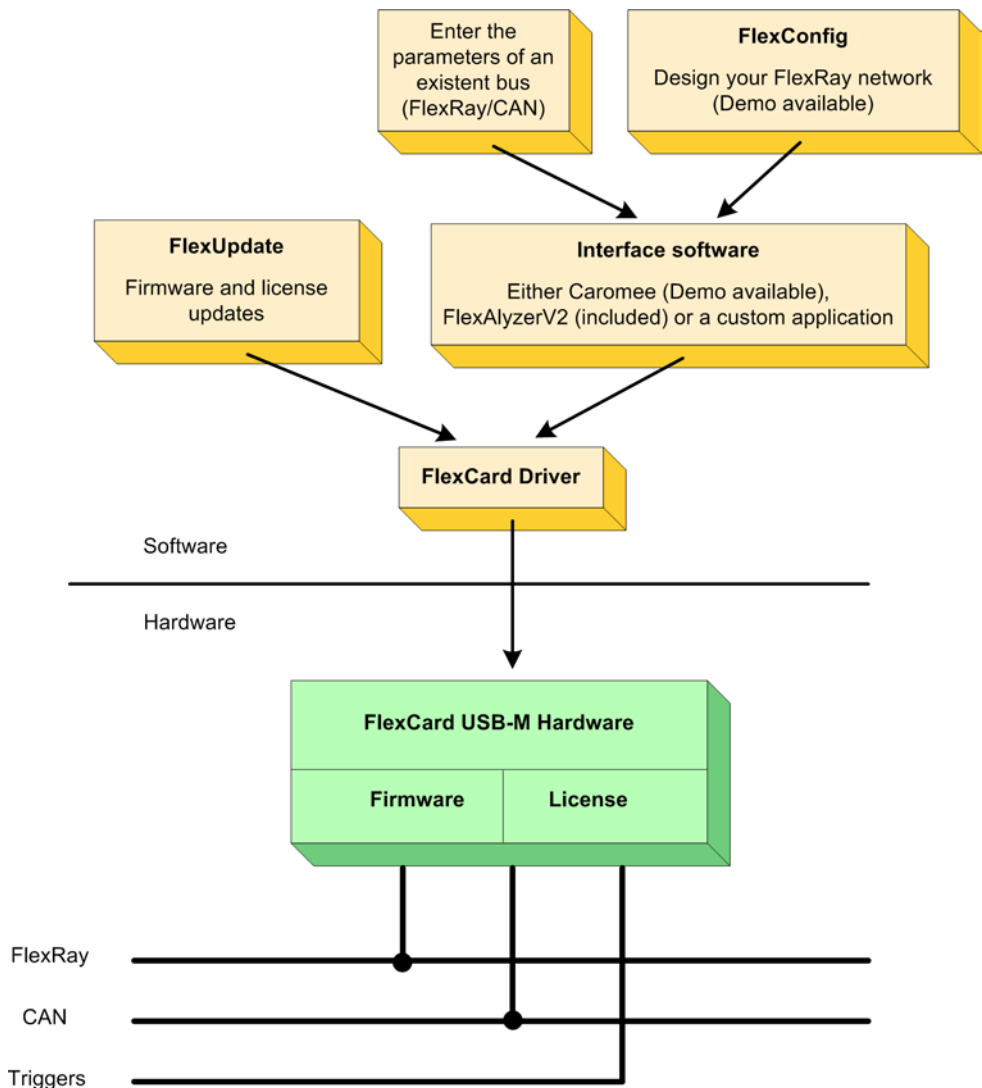 Enter the
parameters of an
existent bus
(FlexRay/CAN)
FlexConfig
Design your FlexRay network
(Demo available)
FlexUpdate
Firmware and license
updates
Interface software
Either Caromee (Demo available),
FlexAlyzerV2 (included) or a custom application
FlexCard Driver
Software
Hardware
FlexCard USB-M Hardware
Firmware
License
FlexRay
CAN
Triggers